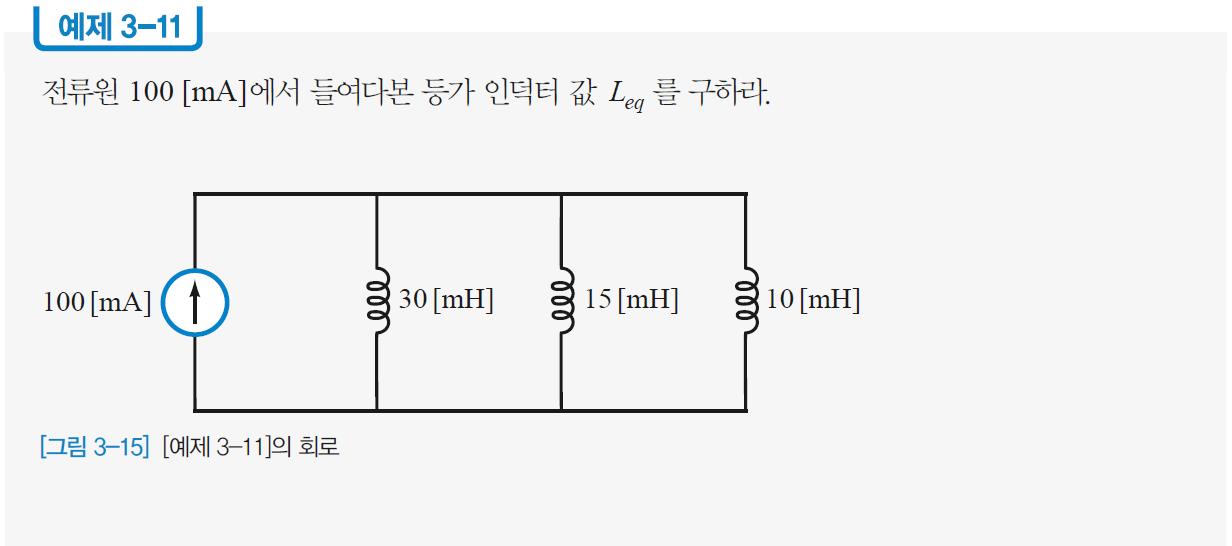 예제 3-11
전류원 100 [mA]에서 들여다본 등가 인덕터 값 Leq 를 구하라.
100 [mA]
30 [mH]
15 [mH]
10 [mH]
[그림 3-15] [예제 3-11]의 회로